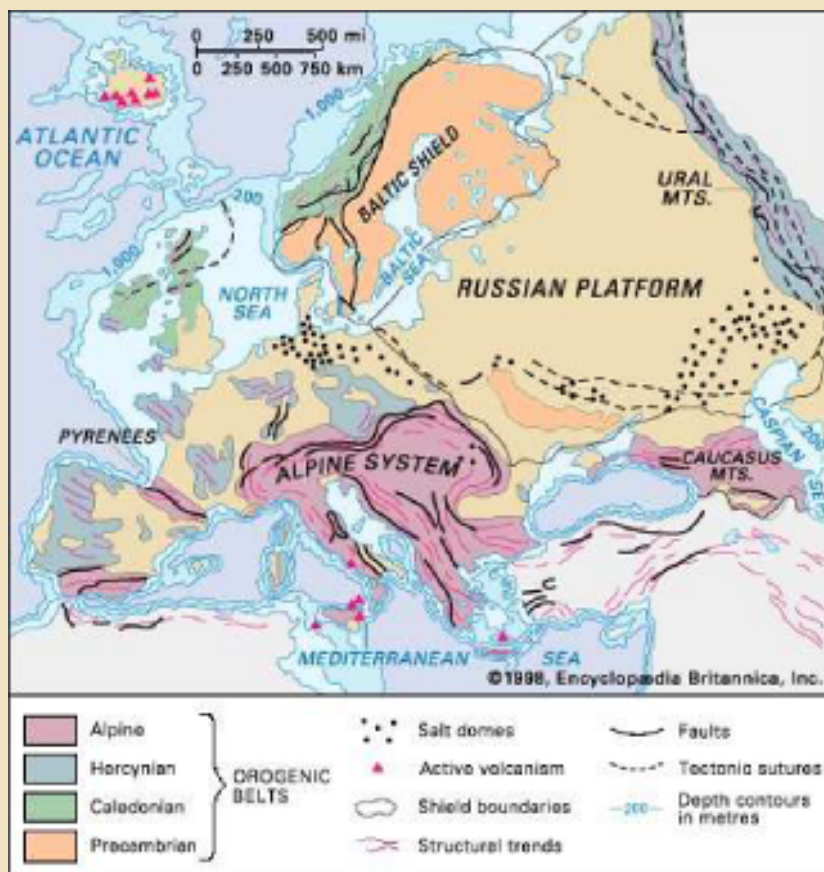 0 250 500 mi
0 250 500 750 km
ATLANTIC
OCEAN
1,000
200
1,000
BALTIC SHIELD
URAL
MTS.
BALTIC
SEA
NORTH
SEA
RUSSIAN PLATFORM
PYRENEES
ALPINE SYSTEM
CASPIAN SEA
200
CAUCASUS
MTS.
MEDITERRANEAN SEA
©1998, Encyclopædia Britannica, Inc.
Alpine
Hercynian
Caledonian
Precambrian
OROGENIC
BELTS
Salt domes
Active volcanism
Shield boundaries
Structural trends
Faults
Tectonic sutures
200 Depth contours
in metres